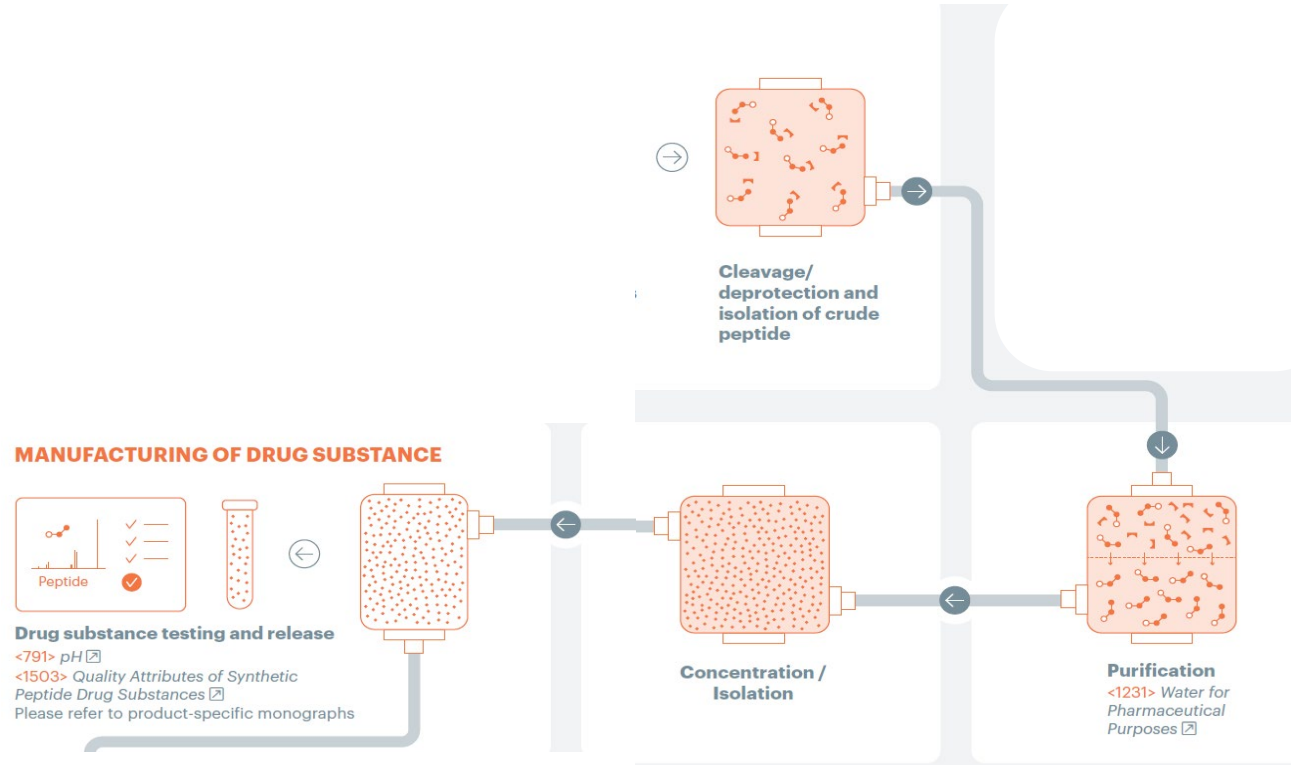 Cleavage/
deprotection and
isolation of crude
peptide
MANUFACTURING OF DRUG SUBSTANCE
Peptide
Drug substance testing and release
<791> pH
<1503> Quality Attributes of Synthetic
Peptide Drug Substances
Please refer to product-specific monographs
Concentration /
Isolation
Purification
<1231> Water for
Pharmaceutical
Purposes